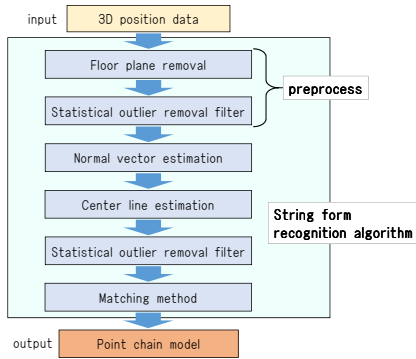 input
3D position data
Floor plane removal
preprocess
Statistical outlier removal filter
Normal vector estimation
Center line estimation
String form
recognition algorithm
Statistical outlier removal filter
Matching method
output
Point chain model